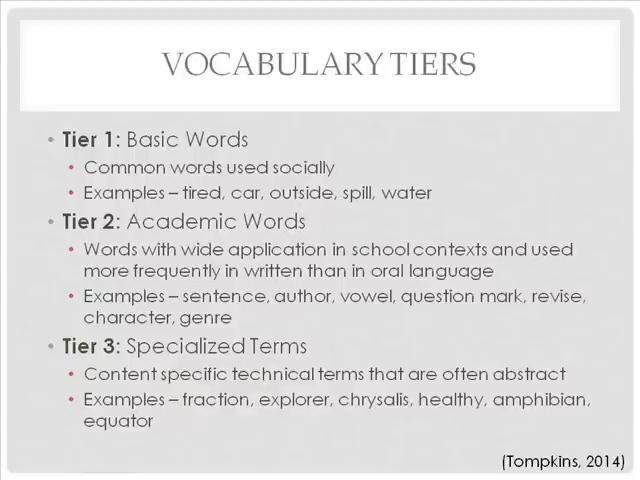 VOCABULARY TIERS
• Tier 1: Basic Words
• Common words used socially
• Examples – tired, car, outside, spill, water
• Tier 2: Academic Words
• Words with wide application in school contexts and used
more frequently in written than in oral language
• Examples – sentence, author, vowel, question mark, revise,
character, genre
• Tier 3: Specialized Terms
• Content specific technical terms that are often abstract
• Examples – fraction, explorer, chrysalis, healthy, amphibian,
equator
(Tompkins, 2014)